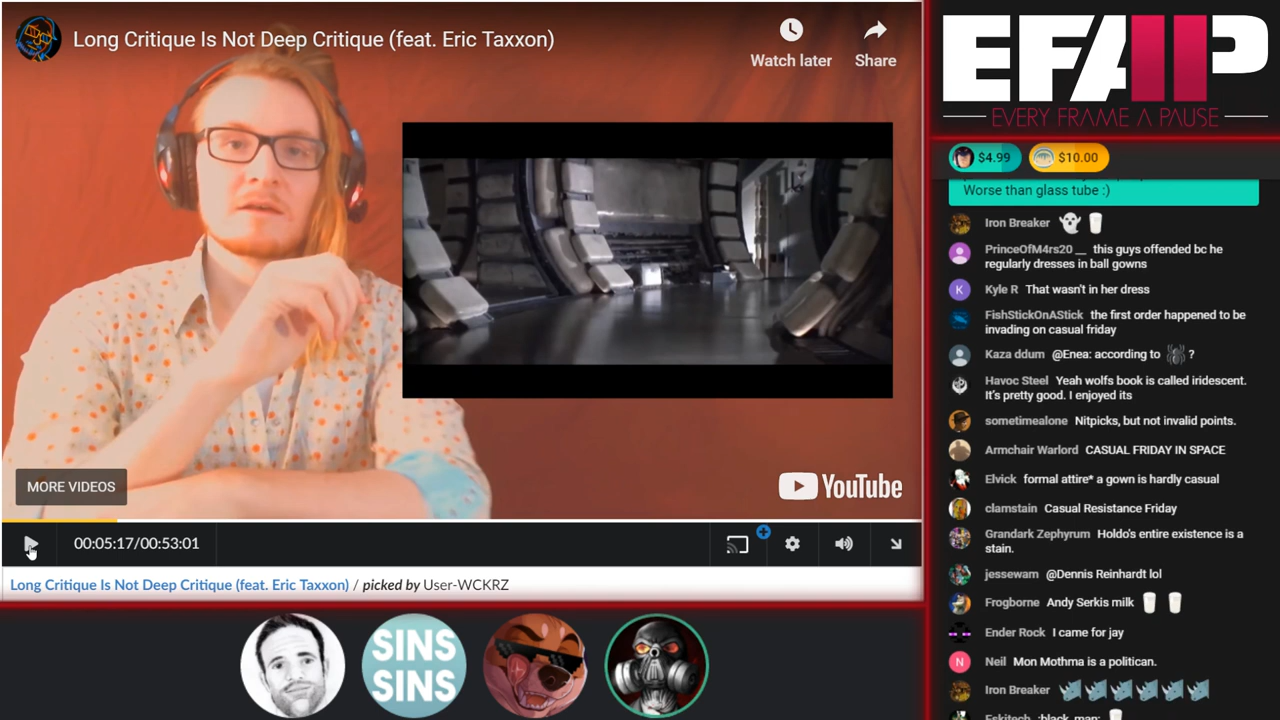 Long Critique Is Not Deep Critique (feat. Eric Taxxon)
Watch later
Share
MORE VIDEOS
YouTube
00:05:17/00:53:01
Long Critique Is Not Deep Critique (feat. Eric Taxxon) / picked by User-WCKRZ
SINS
SINS
EFAP
EVERY FRAME A PAUSE
$4.99
$10.00
Worse than glass tube :)
Iron Breaker
PrinceOfM4rs20 __ this guys offended bc he
regularly dresses in ball gowns
K
Kyle R That wasn't in her dress
FishStickOnAStick the first order happened to be
invading on casual friday
Kaza ddum @Enea: according to ?
Havoc Steel Yeah wolfs book is called iridescent.
It's pretty good. I enjoyed its
sometimealone Nitpicks, but not invalid points.
Armchair Warlord CASUAL FRIDAY IN SPACE
Elvick formal attire* a gown is hardly casual
clamstain Casual Resistance Friday
Grandark Zephyrum Holdo's entire existence is a
stain.
jessewam @Dennis Reinhardt lol
Frogborne Andy Serkis milk
Ender Rock I came for jay
N
Neil Mon Mothma is a politican.
Iron Breaker
Eskitech :black_man: